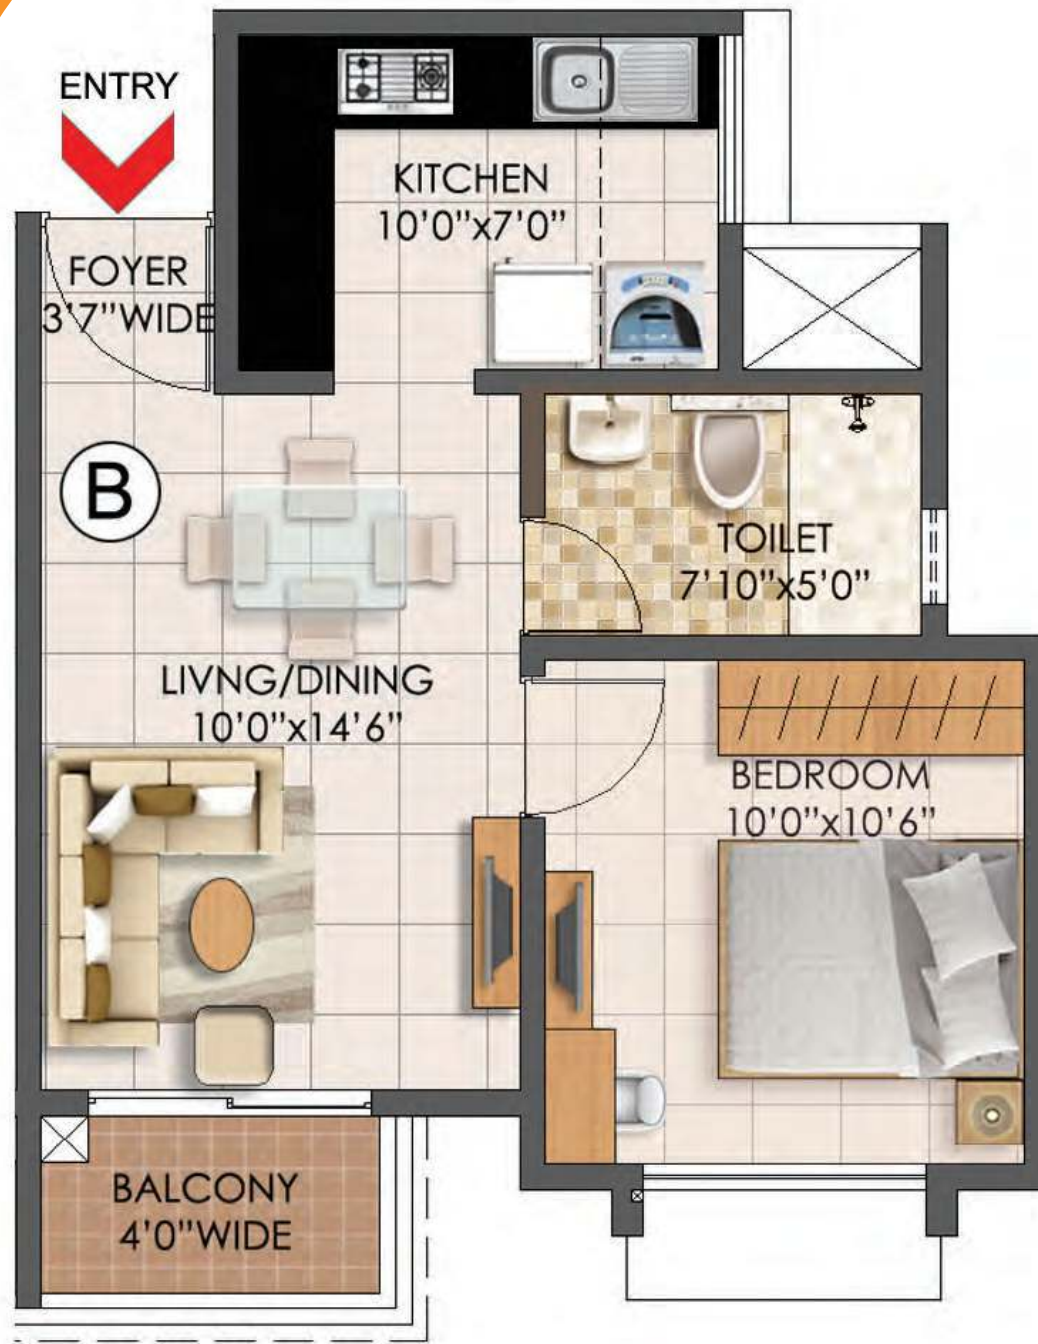 ENTRY
KITCHEN
10'0”x7'0”
FOYER
3'7”WIDE
B
TOILET
7'10”x5'0”
LIVNG/DINING
10'0”x14'6”
BEDROOM
10'0”x10'6”
BALCONY
4'0”WIDE